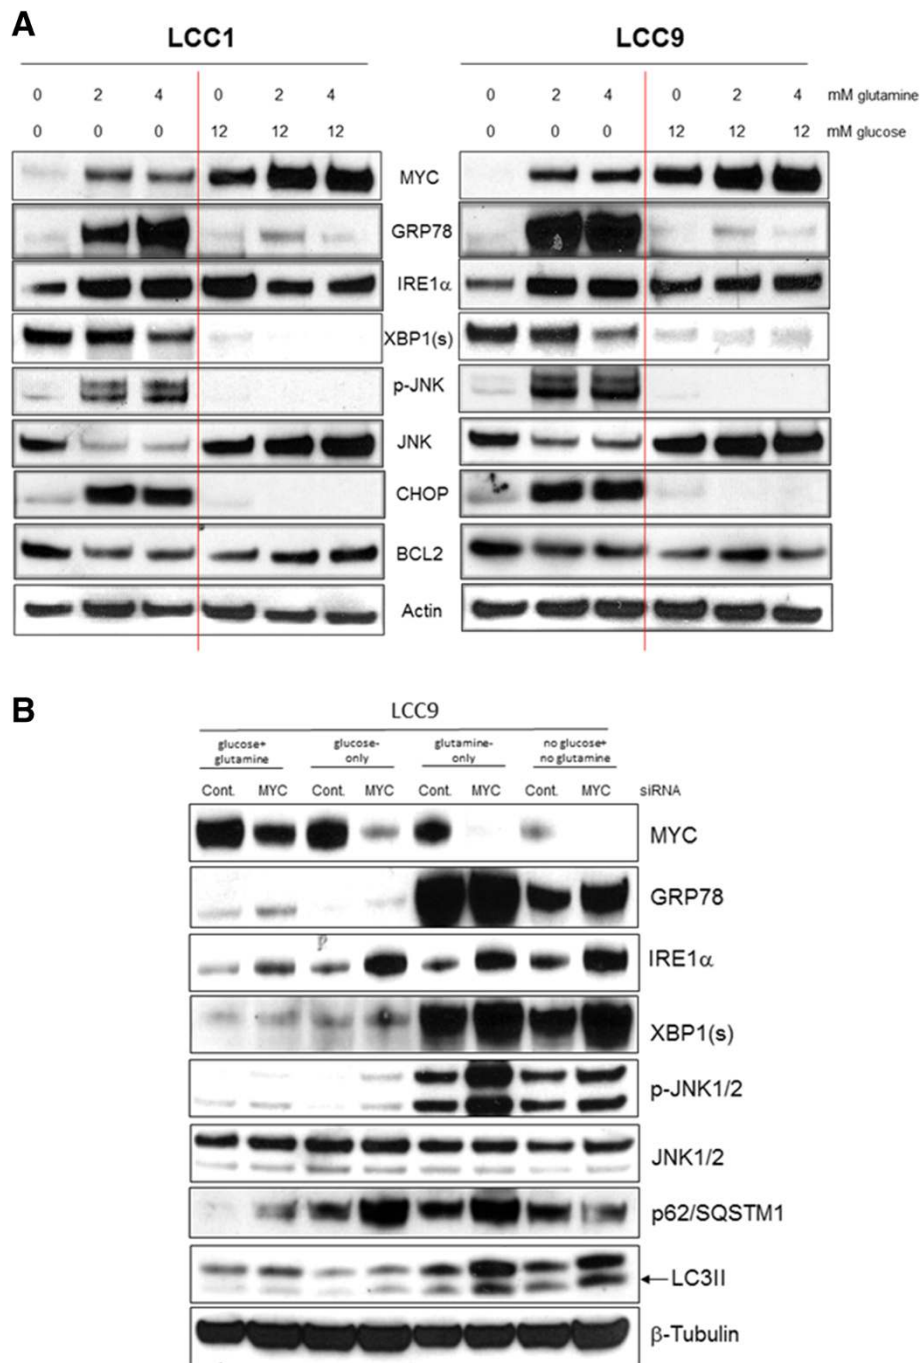 A
LCC1 LCC9
0 2 4 0 2 4 0 2 4 0 2 4 mM glutamine
0 0 0 12 12 12 0 0 0 12 12 12 mM glucose
MYC
GRP78
IRE1α
XBP1(s)
p-JNK
JNK
CHOP
BCL2
Actin
B
LCC9
glucose+ glucose- glutamine- no glucose+
glutamine only only no glutamine
Cont. MYC Cont. MYC Cont. MYC Cont. MYC siRNA
MYC
GRP78
IRE1α
XBP1(s)
p-JNK1/2
JNK1/2
p62/SQSTM1
LC3II
β-Tubulin